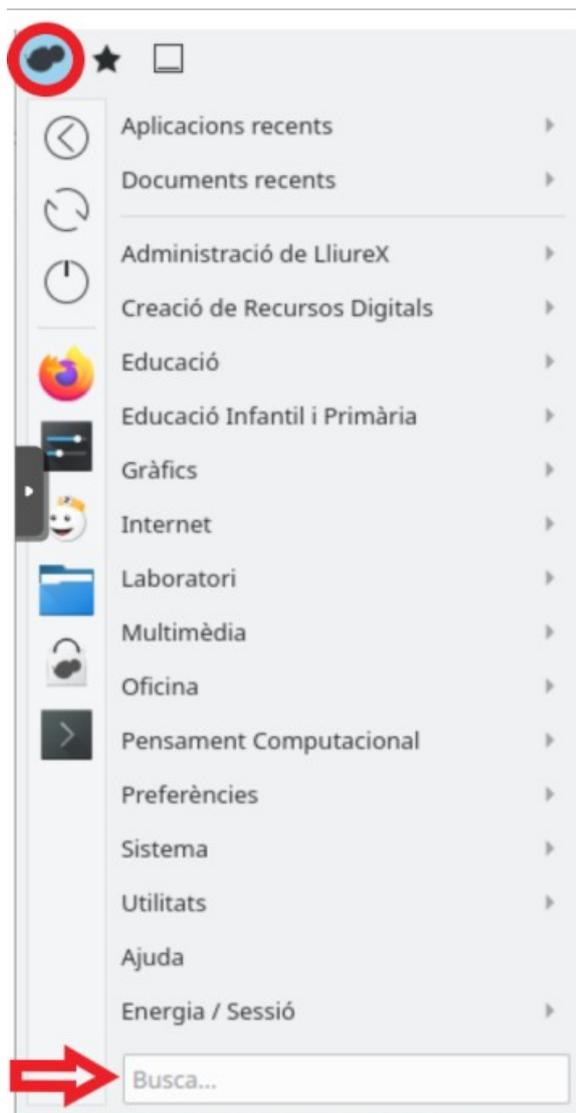 Aplicacions recents
Documents recents
Administració de LliureX
Creació de Recursos Digitals
Educació
Educació Infantil i Primària
Gràfics
Internet
Laboratori
Multimèdia
Oficina
Pensament Computacional
Preferències
Sistema
Utilitats
Ajuda
Energia / Sessió
Busca...